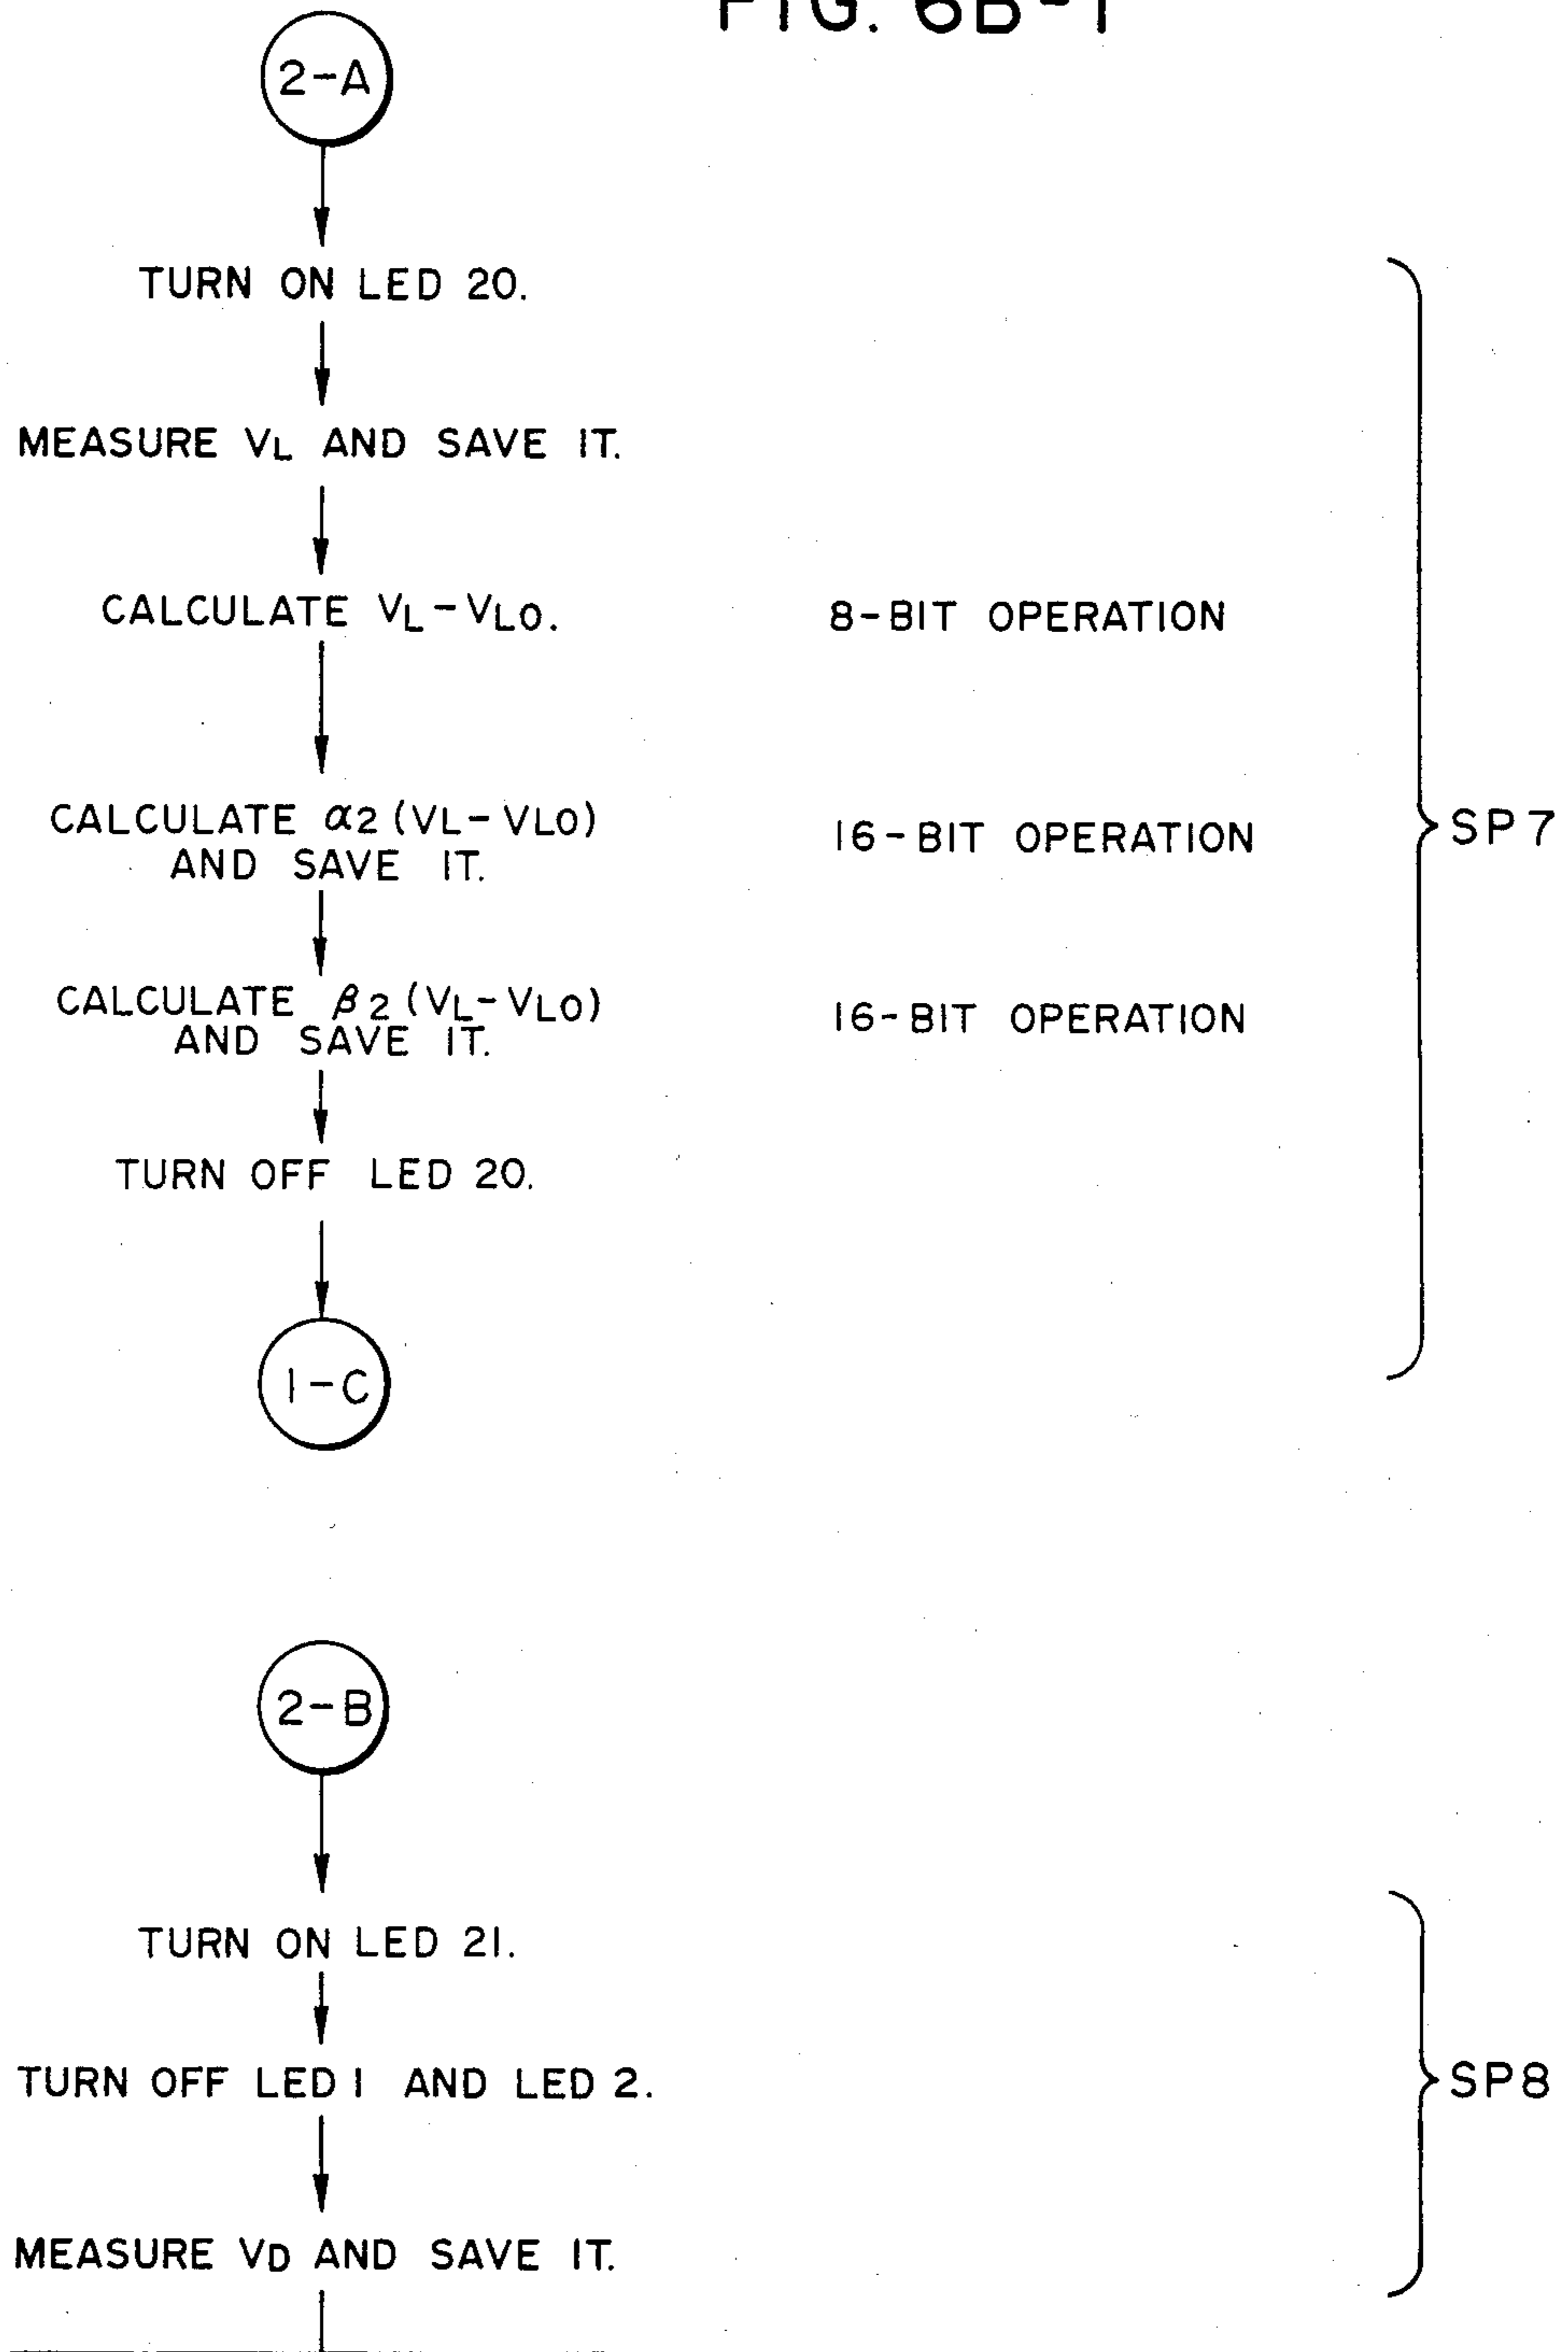 FIG. 6B-1
2-A
TURN ON LED 20.
MEASURE VL AND SAVE IT.
CALCULATE VL-VLO. 8-BIT OPERATION
CALCULATE α2 (VL-VLO)
AND SAVE IT.
16-BIT OPERATION
SP7
CALCULATE β2 (VL-VLO)
AND SAVE IT.
16-BIT OPERATION
TURN OFF LED 20.
1-C
2-B
TURN ON LED 21.
TURN OFF LED 1 AND LED 2.
SP8
MEASURE VD AND SAVE IT.